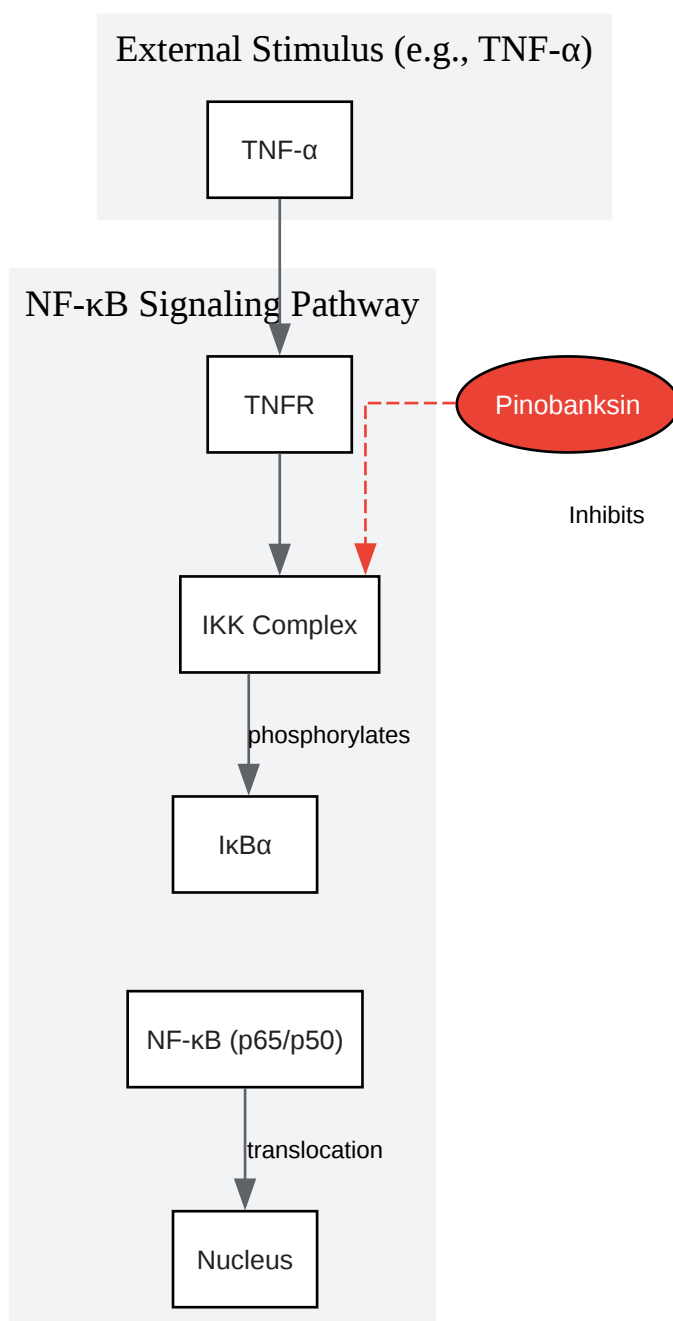 External Stimulus (e.g., TNF-α)
TNF-α
NF-κB Signaling Pathway
TNFR
Pinobanksin
Inhibits
IKK Complex
phosphorylates
IκBα
NF-κB (p65/p50)
translocation
Nucleus